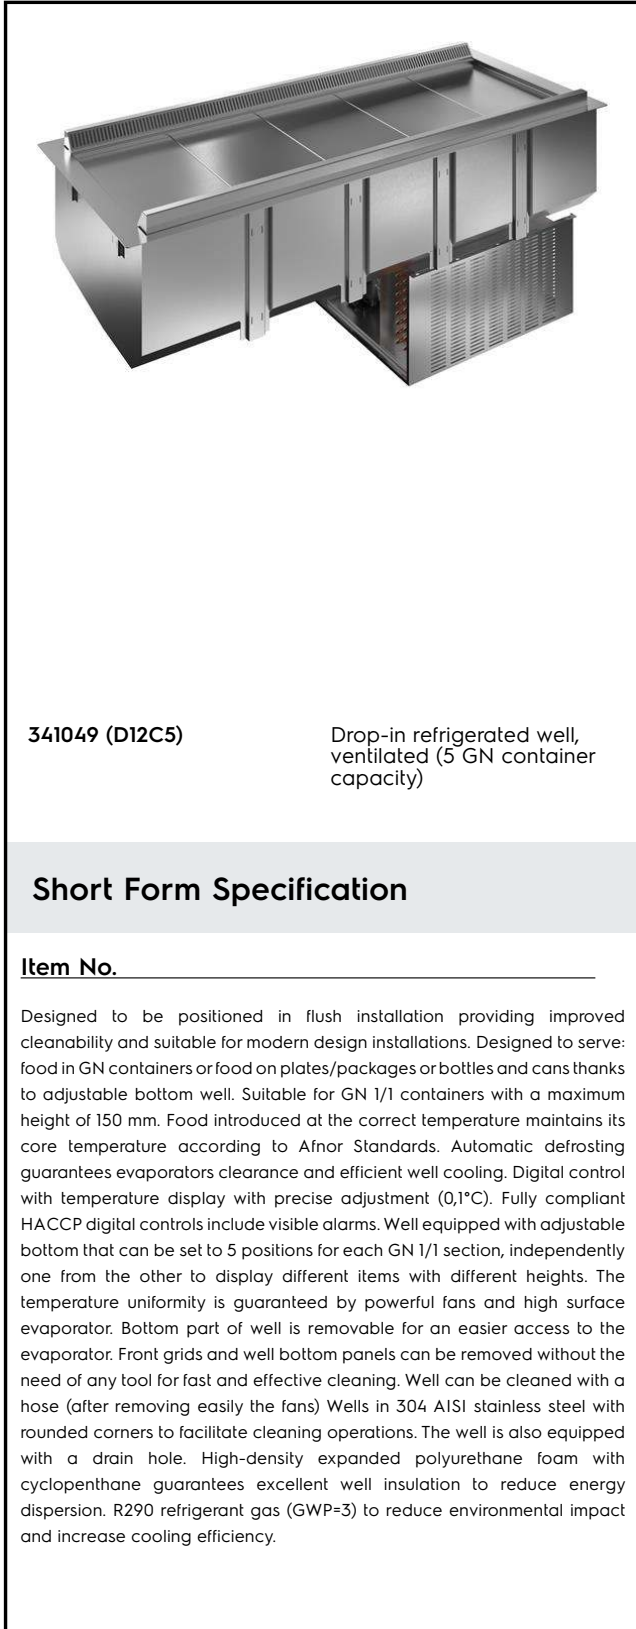 341049 (D12C5)
Drop-in refrigerated well,
ventilated (5 GN container
capacity)
Short Form Specification
Item No.
Designed to be positioned in flush installation providing improved
cleanability and suitable for modern design installations. Designed to serve:
food in GN containers or food on plates/packages or bottles and cans thanks
to adjustable bottom well. Suitable for GN 1/1 containers with a maximum
height of 150 mm. Food introduced at the correct temperature maintains its
core temperature according to Afnor Standards. Automatic defrosting
guarantees evaporators clearance and efficient well cooling. Digital control
with temperature display with precise adjustment (0,1°C). Fully compliant
HACCP digital controls include visible alarms. Well equipped with adjustable
bottom that can be set to 5 positions for each GN 1/1 section, independently
one from the other to display different items with different heights. The
temperature uniformity is guaranteed by powerful fans and high surface
evaporator. Bottom part of well is removable for an easier access to the
evaporator. Front grids and well bottom panels can be removed without the
need of any tool for fast and effective cleaning. Well can be cleaned with a
hose (after removing easily the fans) Wells in 304 AISI stainless steel with
rounded corners to facilitate cleaning operations. The well is also equipped
with a drain hole. High-density expanded polyurethane foam with
cyclopenthane guarantees excellent well insulation to reduce energy
dispersion. R290 refrigerant gas (GWP=3) to reduce environmental impact
and increase cooling efficiency.